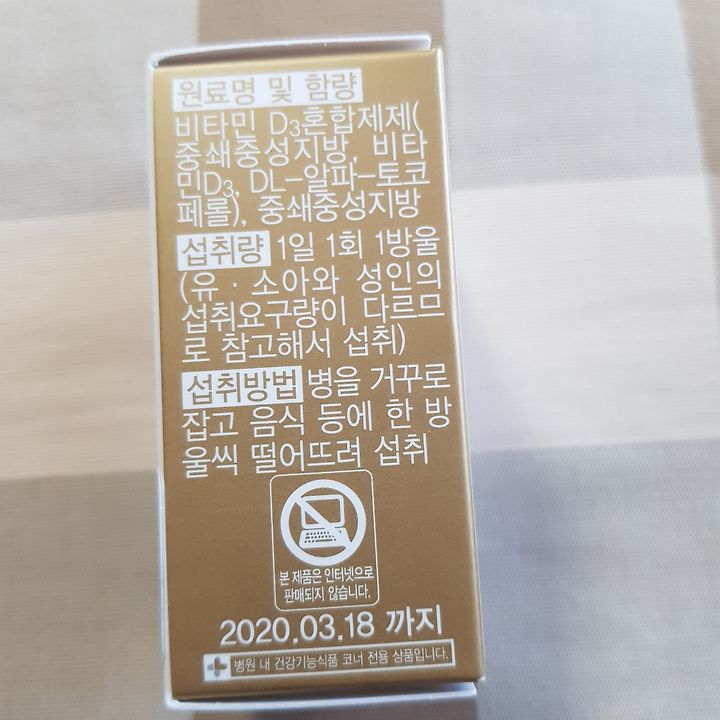 원료명 및 함량
비타민 D₃혼합제제(
중쇄중성지방, 비타
민D₃, DL-알파-토코
페롤), 중쇄중성지방
섭취량 1일 1회 1방울
(유 · 소아와 성인의
섭취요구량이 다르므
로 참고해서 섭취)
섭취방법 병을 거꾸로
잡고 음식 등에 한 방
울씩 떨어뜨려 섭취
본 제품은 인터넷으로
판매되지 않습니다.
2020.03.18 까지
병원 내 건강기능식품 코너 전용 상품입니다.